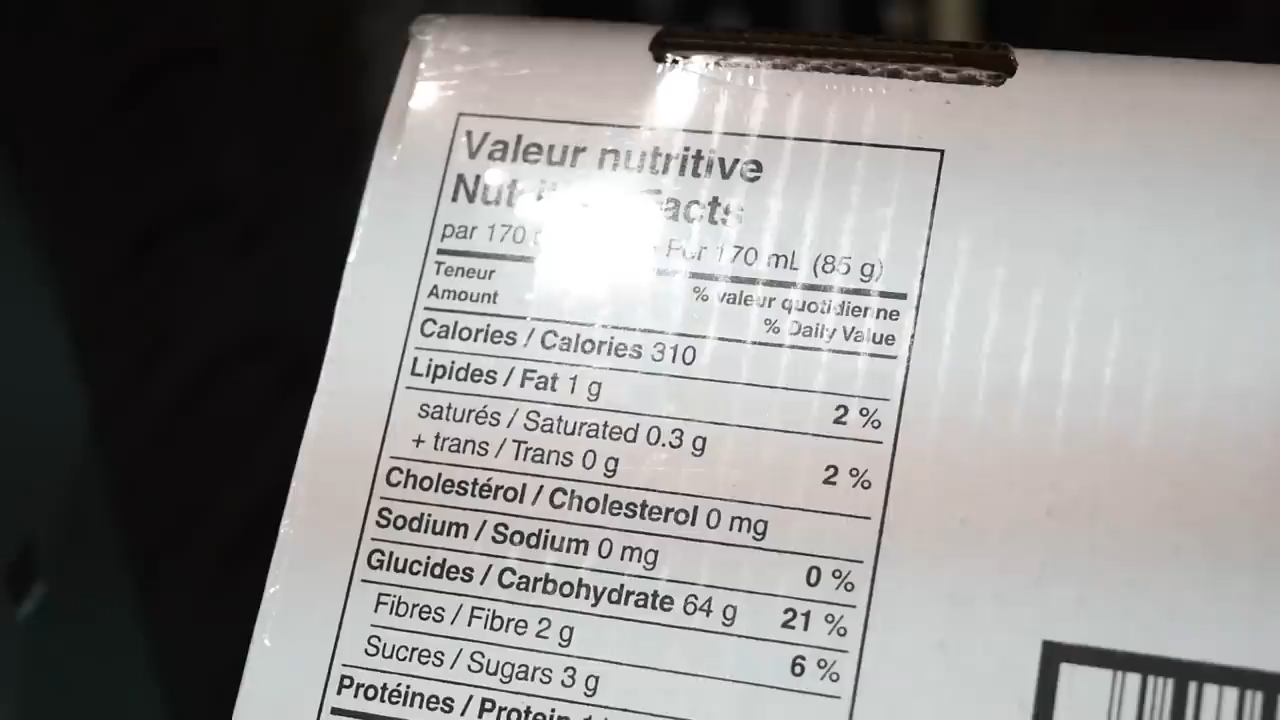 Valeur nutritive
par 170
Per 170 mL (85 g)
Teneur
Amount
% valeur quotidienne
% Daily Value
Calories / Calories 310
Lipides / Fat 1 g 2 %
saturés / Saturated 0.3 g
+ trans / Trans 0 g 2 %
Cholestérol / Cholesterol 0 mg
Sodium / Sodium 0 mg 0 %
Glucides / Carbohydrate 64 g 21 %
Fibres / Fibre 2 g 6 %
Sucres / Sugars 3 g
Protéines / Protein